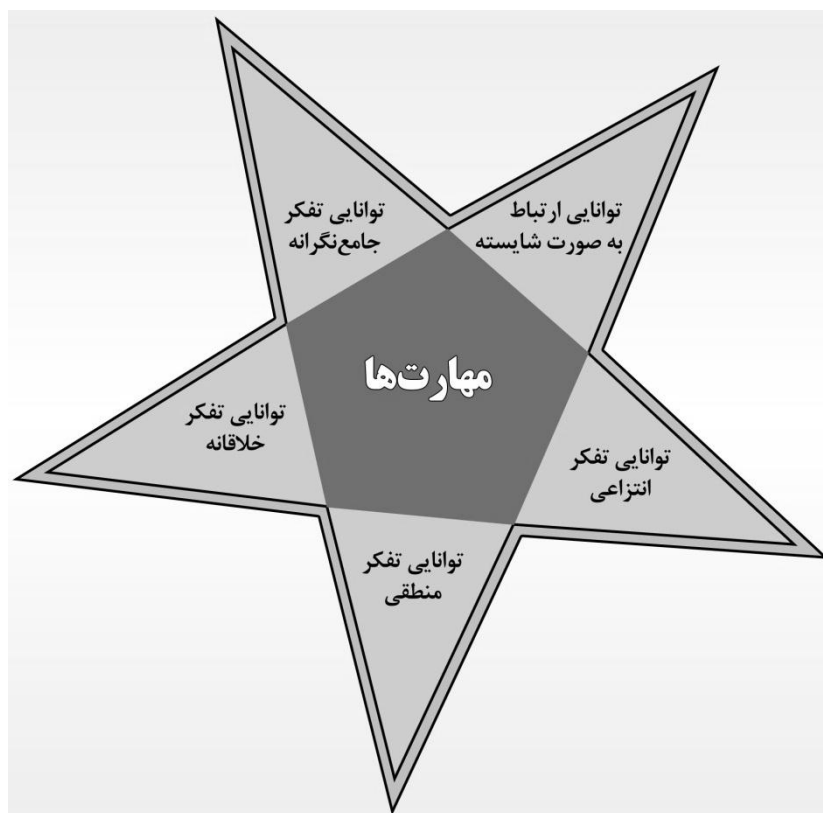 توانایی ارتباط
به صورت شایسته
توانایی تفکر
جامع‌نگرانه
مهارت‌ها
توانایی تفکر
انتزاعی
توانایی تفکر
خلاقانه
توانایی تفکر
منطقی